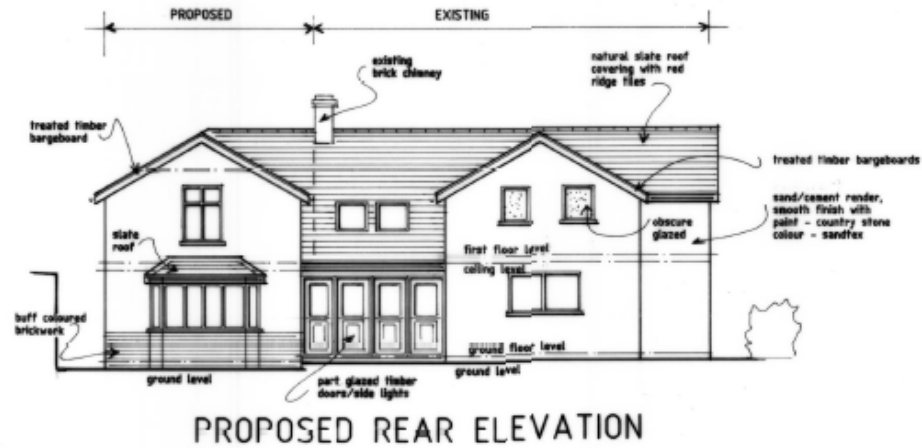 PROPOSED
EXISTING
existing
brick chimney
natural slate roof
covering with red
ridge tiles
treated timber
bargeboard
treated timber bargeboards
sand/cement render,
smooth finish with
paint - country stone
colour - sandtex
slate
roof
obscure
glazed
first floor level
ceiling level
buff coloured
brickwork
ground floor level
ground level
ground level
part glazed timber
doors/side lights
PROPOSED REAR ELEVATION